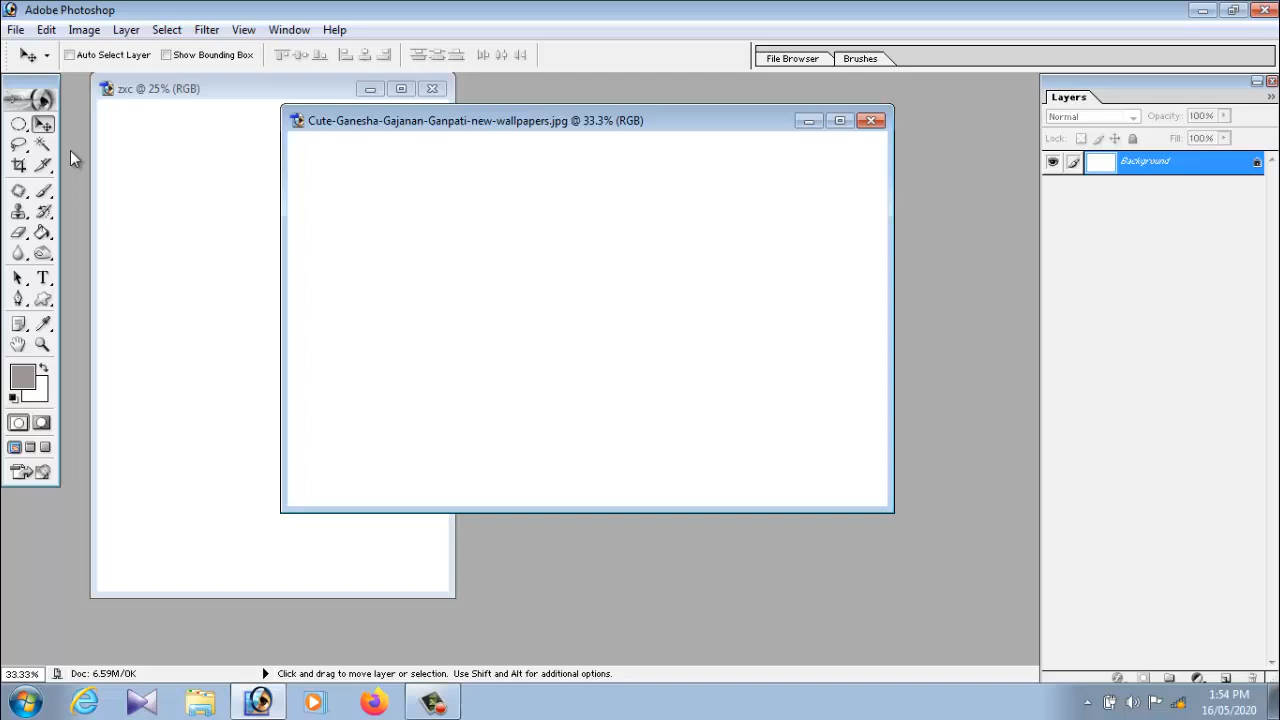 Adobe Photoshop
File Edit Image Layer Select Filter View Window Help
Auto Select Layer Show Bounding Box File Browser Brushes
zxc @ 25% (RGB)
Cute-Ganesha-Gajanan-Ganpati-new-wallpapers.jpg @ 33.3% (RGB)
Layers
Normal Opacity: 100%
Lock: Fill: 100%
Background
T
33.33% Doc: 6.59M/0K Click and drag to move layer or selection. Use Shift and Alt for additional options.
1:54 PM
16/05/2020